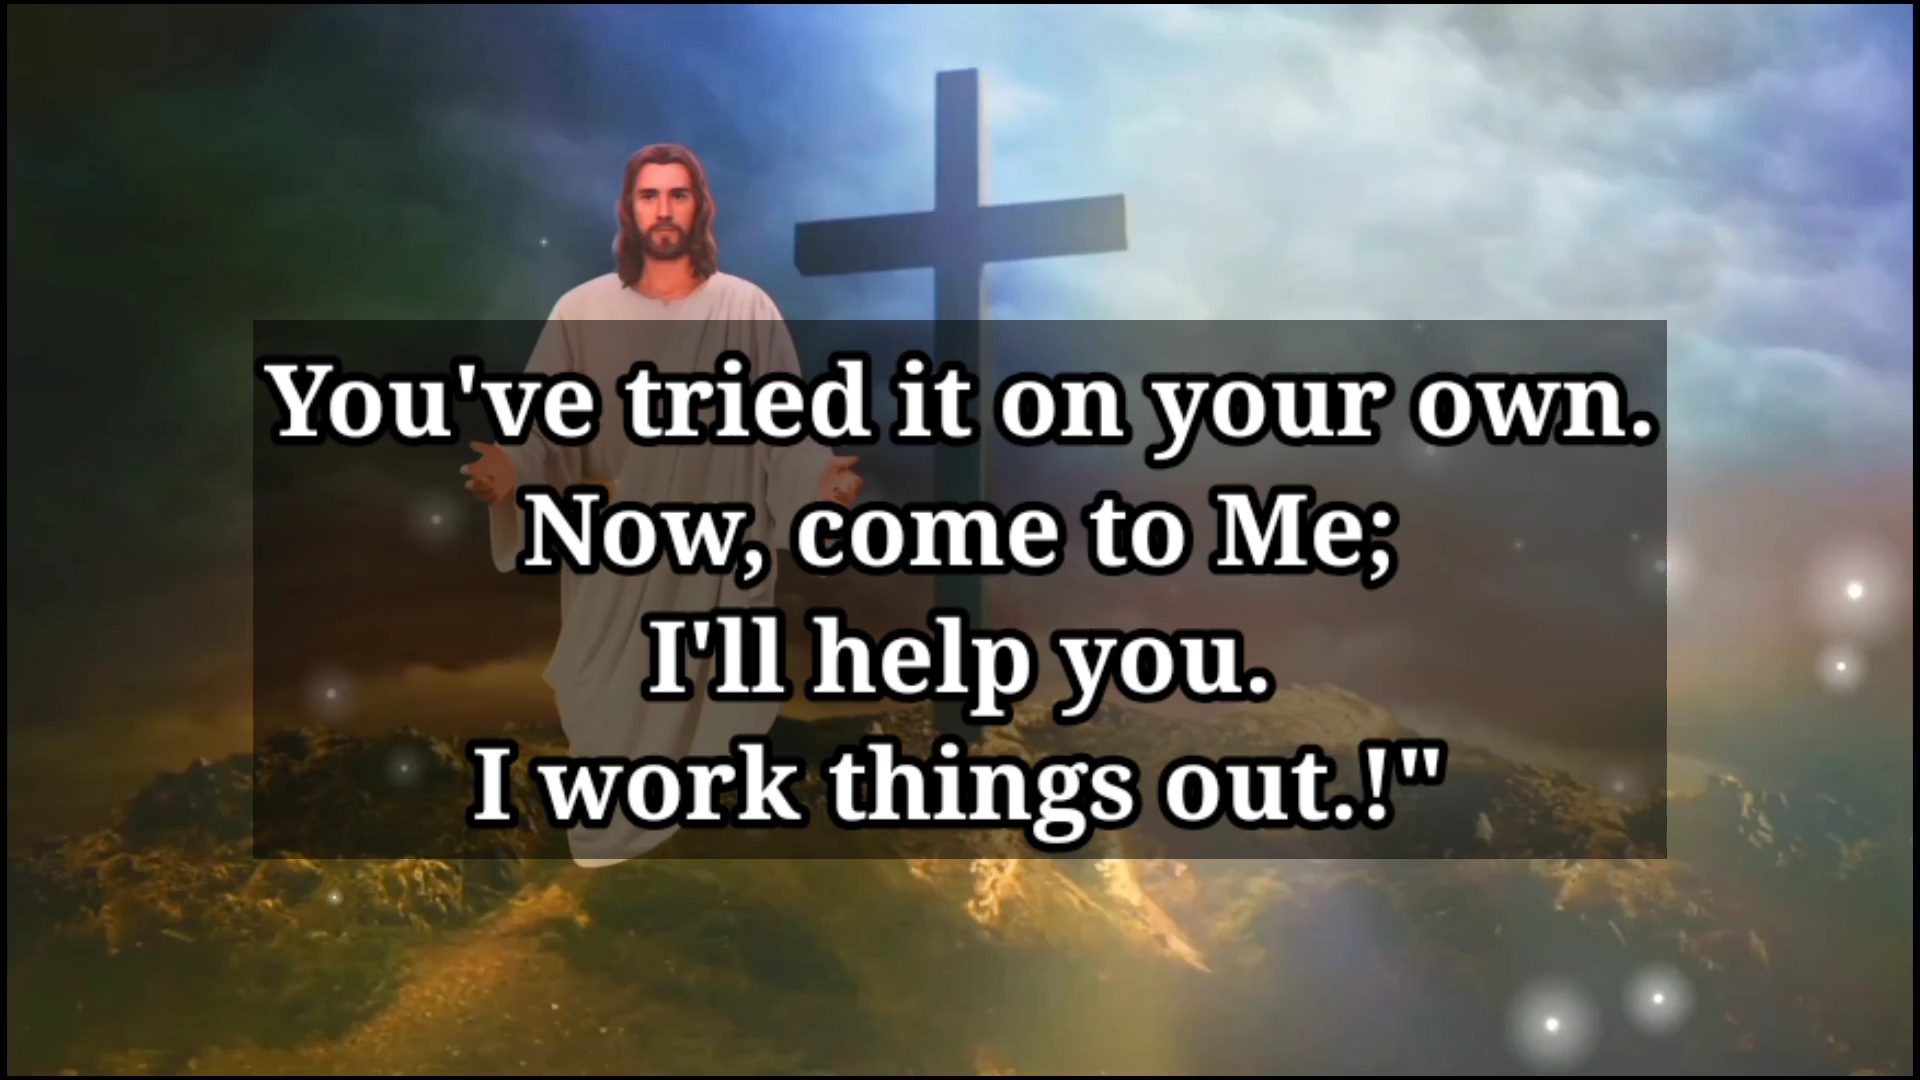 You've tried it on your own.
Now, come to Me;
I'll help you.
I work things out.!"